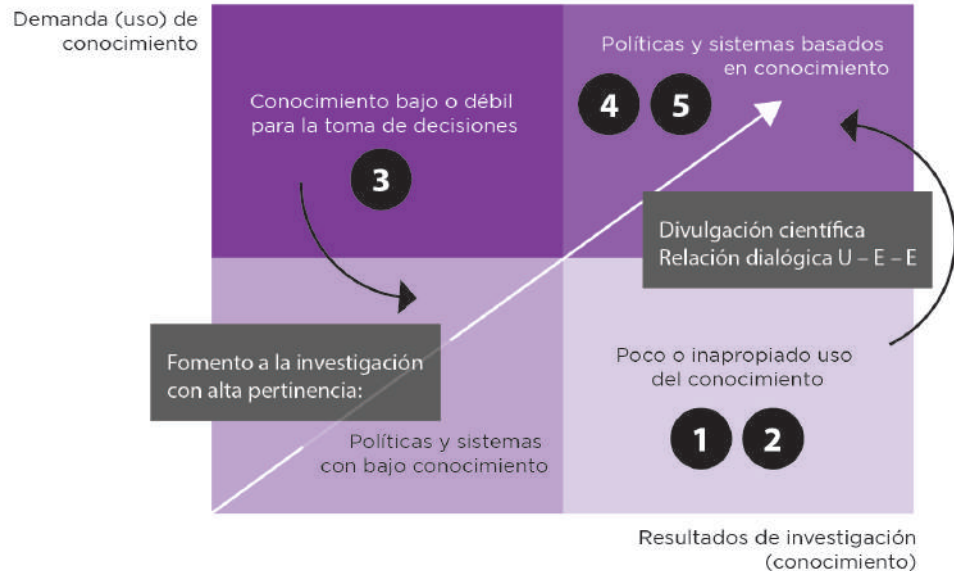 Demanda (uso) de
conocimiento
Conocimiento bajo o débil
para la toma de decisiones
3
Políticas y sistemas basados
en conocimiento
4 5
Divulgación científica
Relación dialógica U – E – E
Fomento a la investigación
con alta pertinencia:
Políticas y sistemas
con bajo conocimiento
Poco o inapropiado uso
del conocimiento
1 2
Resultados de investigación
(conocimiento)